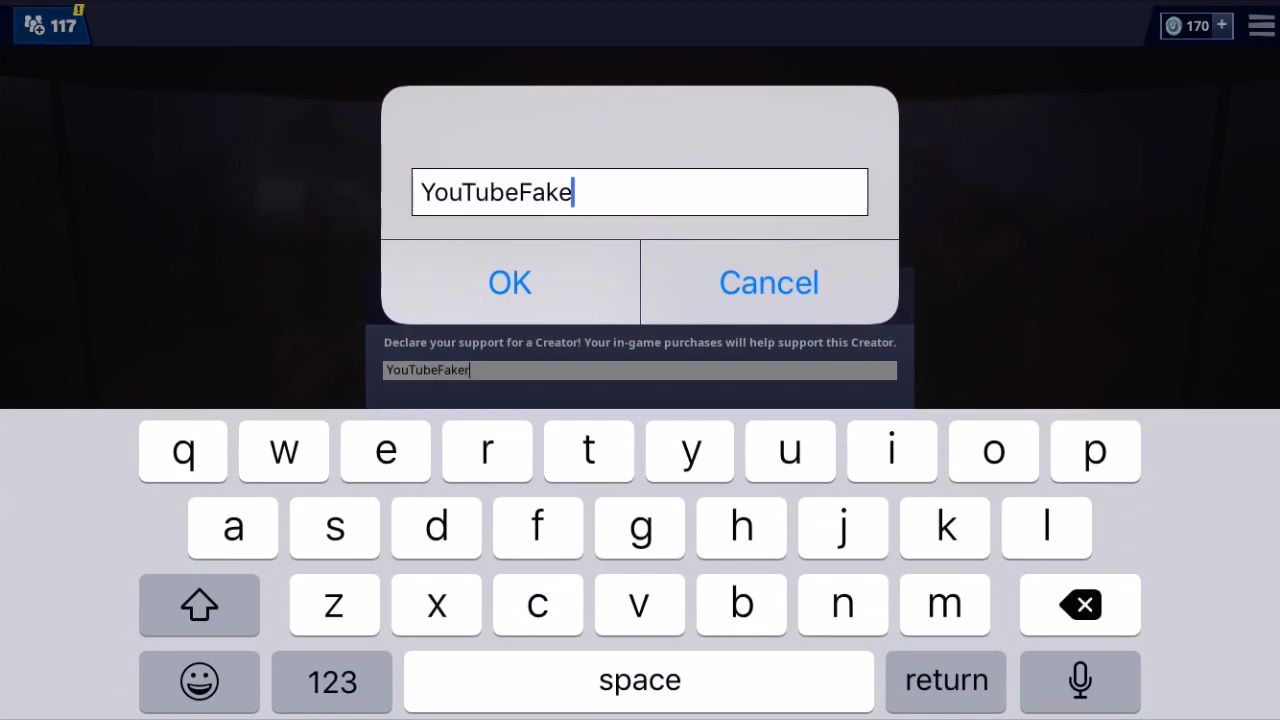 117
!
170 +
YouTubeFake
OK
Cancel
Declare your support for a Creator! Your in-game purchases will help support this Creator.
YouTubeFaker
q w e r t y u i o p
a s d f g h j k l
z x c v b n m
123 space return